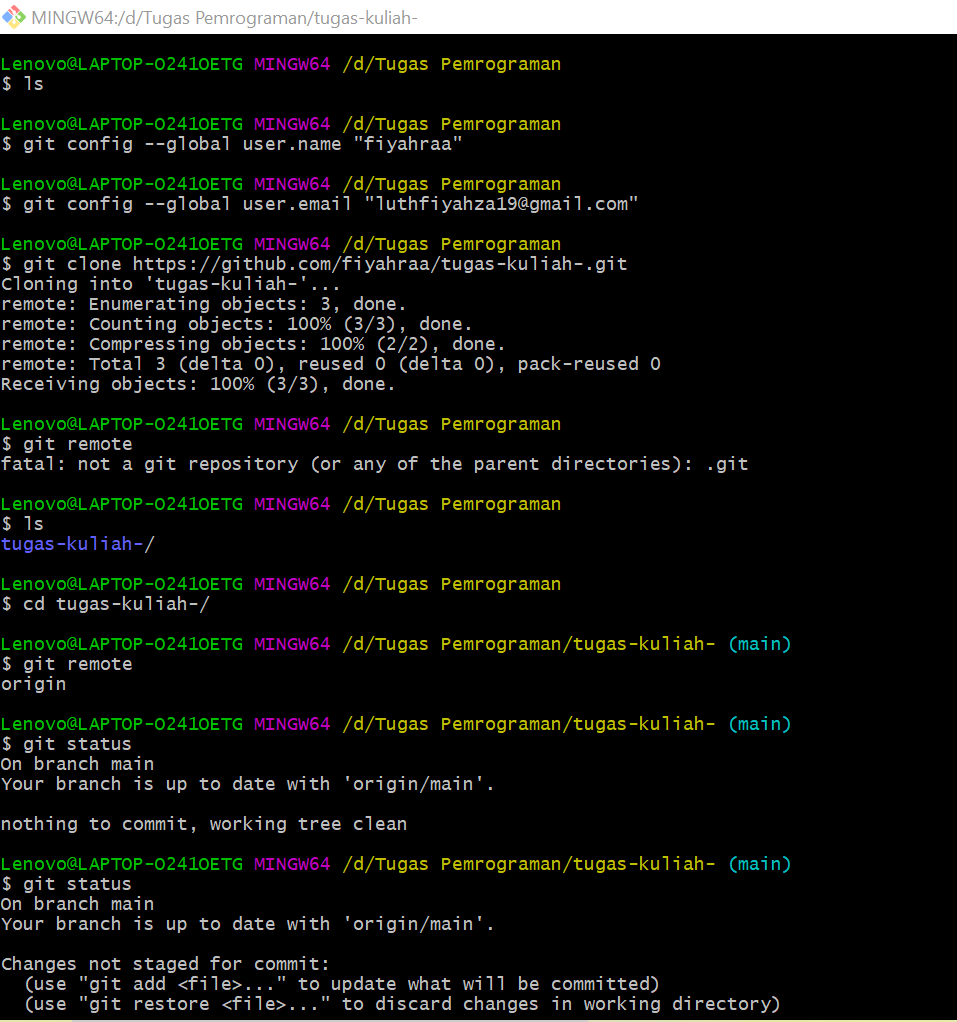 MINGW64:/d/Tugas Pemrograman/tugas-kuliah-
Lenovo@LAPTOP-O241OETG MINGW64 /d/Tugas Pemrograman
$ ls
Lenovo@LAPTOP-O241OETG MINGW64 /d/Tugas Pemrograman
$ git config --global user.name "fiyahraa"
Lenovo@LAPTOP-O241OETG MINGW64 /d/Tugas Pemrograman
$ git config --global user.email "luthfiyahza19@gmail.com"
Lenovo@LAPTOP-O241OETG MINGW64 /d/Tugas Pemrograman
$ git clone https://github.com/fiyahraa/tugas-kuliah-.git
Cloning into 'tugas-kuliah-'...
remote: Enumerating objects: 3, done.
remote: Counting objects: 100% (3/3), done.
remote: Compressing objects: 100% (2/2), done.
remote: Total 3 (delta 0), reused 0 (delta 0), pack-reused 0
Receiving objects: 100% (3/3), done.
Lenovo@LAPTOP-O241OETG MINGW64 /d/Tugas Pemrograman
$ git remote
fatal: not a git repository (or any of the parent directories): .git
Lenovo@LAPTOP-O241OETG MINGW64 /d/Tugas Pemrograman
$ ls
tugas-kuliah-/
Lenovo@LAPTOP-O241OETG MINGW64 /d/Tugas Pemrograman
$ cd tugas-kuliah-/
Lenovo@LAPTOP-O241OETG MINGW64 /d/Tugas Pemrograman/tugas-kuliah- (main)
$ git remote
origin
Lenovo@LAPTOP-O241OETG MINGW64 /d/Tugas Pemrograman/tugas-kuliah- (main)
$ git status
On branch main
Your branch is up to date with 'origin/main'.
nothing to commit, working tree clean
Lenovo@LAPTOP-O241OETG MINGW64 /d/Tugas Pemrograman/tugas-kuliah- (main)
$ git status
On branch main
Your branch is up to date with 'origin/main'.
Changes not staged for commit:
  (use "git add <file>..." to update what will be committed)
  (use "git restore <file>..." to discard changes in working directory)